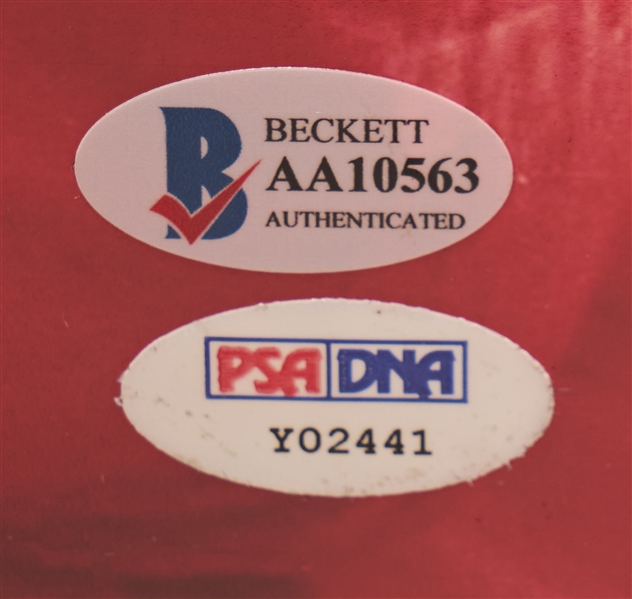 BECKETT
AA10563
AUTHENTICATED
PSA DNA
Y02441